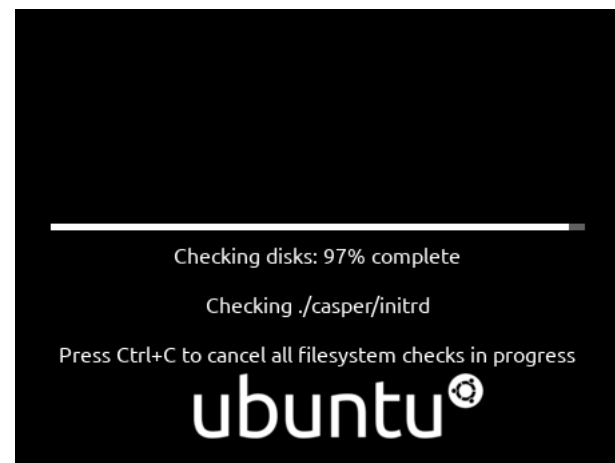 Checking disks: 97% complete
Checking ./casper/initrd
Press Ctrl+C to cancel all filesystem checks in progress
ubuntu